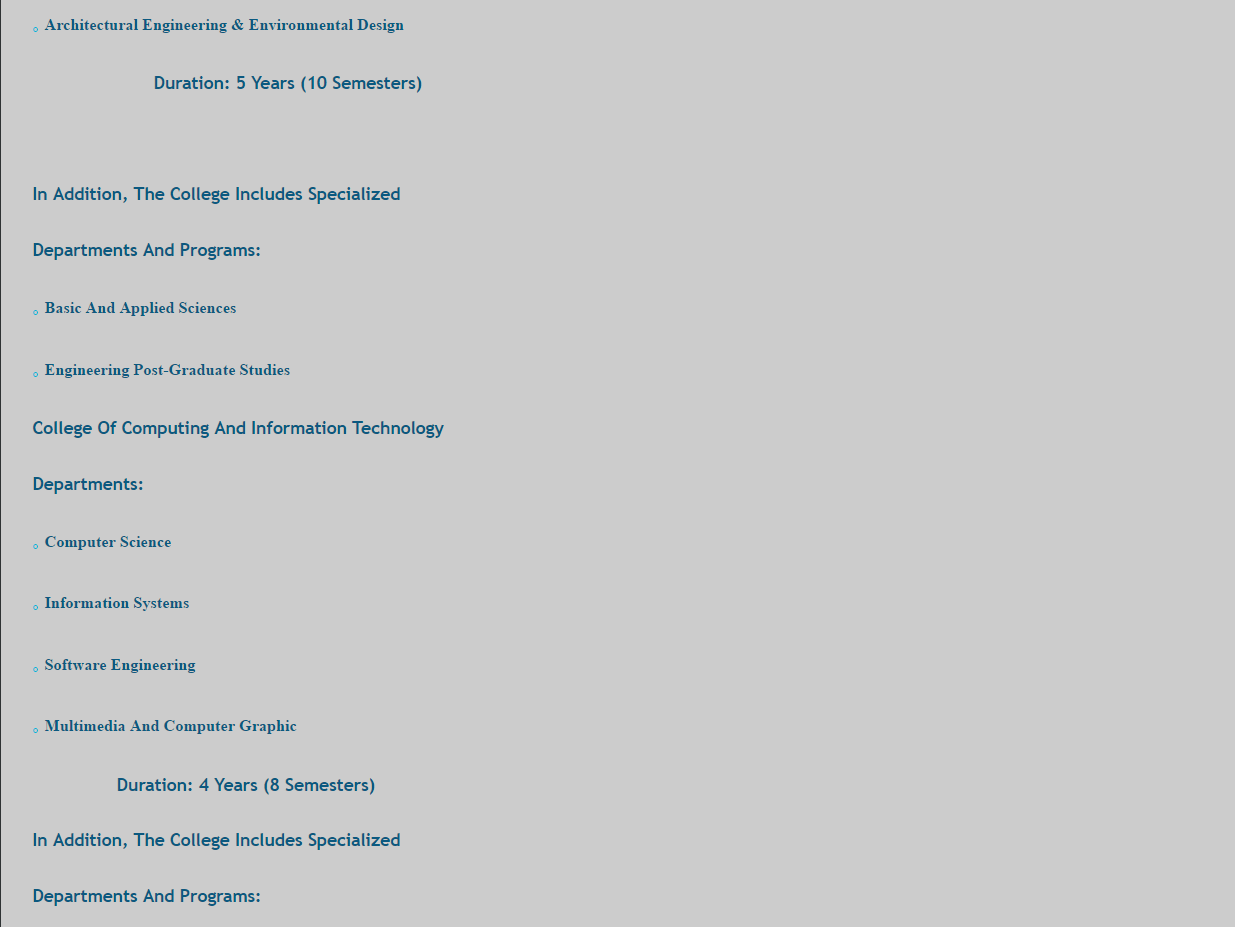 Architectural Engineering & Environmental Design
Duration: 5 Years (10 Semesters)
In Addition, The College Includes Specialized
Departments And Programs:
Basic And Applied Sciences
Engineering Post-Graduate Studies
College Of Computing And Information Technology
Departments:
Computer Science
Information Systems
Software Engineering
Multimedia And Computer Graphic
Duration: 4 Years (8 Semesters)
In Addition, The College Includes Specialized
Departments And Programs: